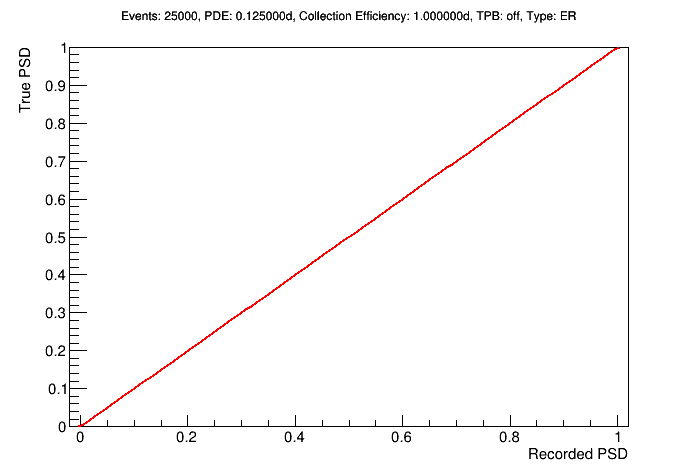 Events: 25000, PDE: 0.125000d, Collection Efficiency: 1.000000d, TPB: off, Type: ER
True PSD
1
0.9
0.8
0.7
0.6
0.5
0.4
0.3
0.2
0.1
0
0 0.2 0.4 0.6 0.8 1
Recorded PSD